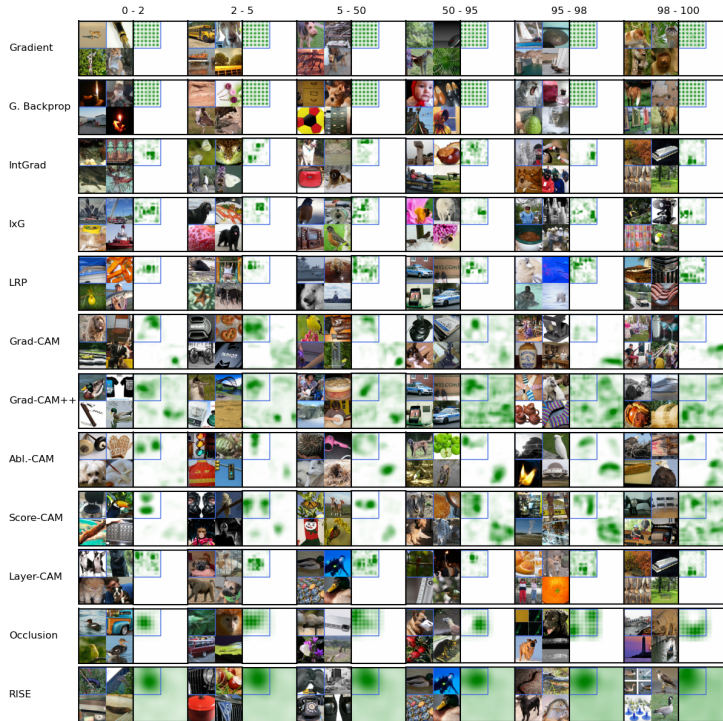 0 – 2 2 – 5 5 – 50 50 – 95 95 – 98 98 – 100
Gradient
G. Backprop
IntGrad
IxG
LRP
Grad-CAM
Grad-CAM++
Abl.-CAM
Score-CAM
Layer-CAM
Occlusion
RISE